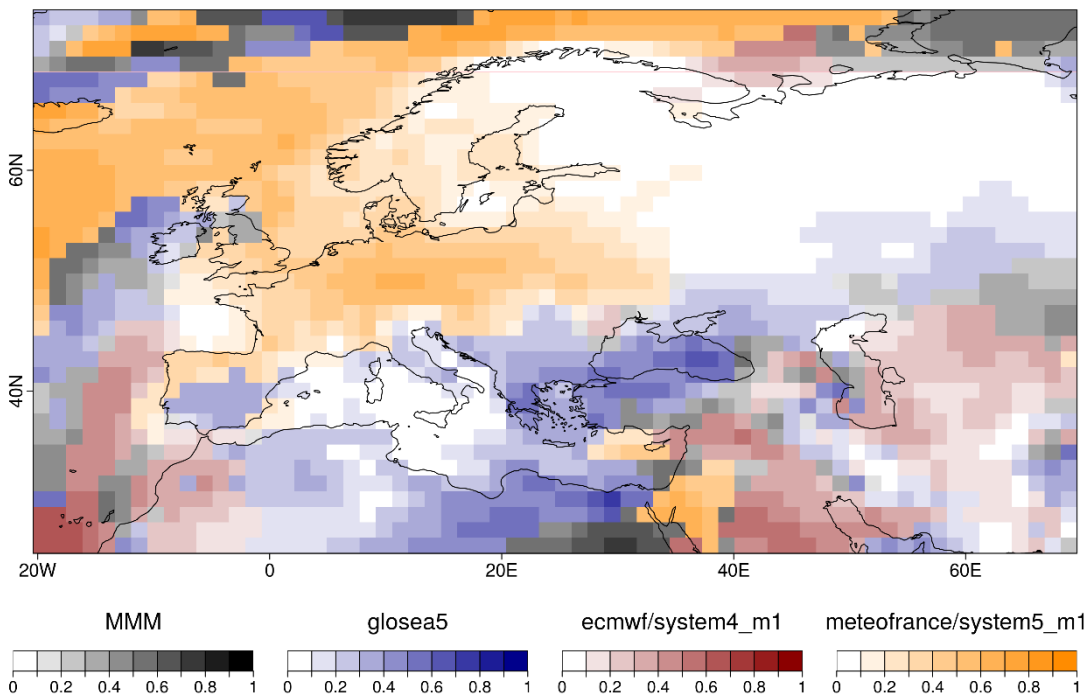 60N
40N
20W 0 20E 40E 60E
MMM glosea5 ecmwf/system4_m1 meteofrance/system5_m1
0 0.2 0.4 0.6 0.8 1 0 0.2 0.4 0.6 0.8 1 0 0.2 0.4 0.6 0.8 1 0 0.2 0.4 0.6 0.8 1